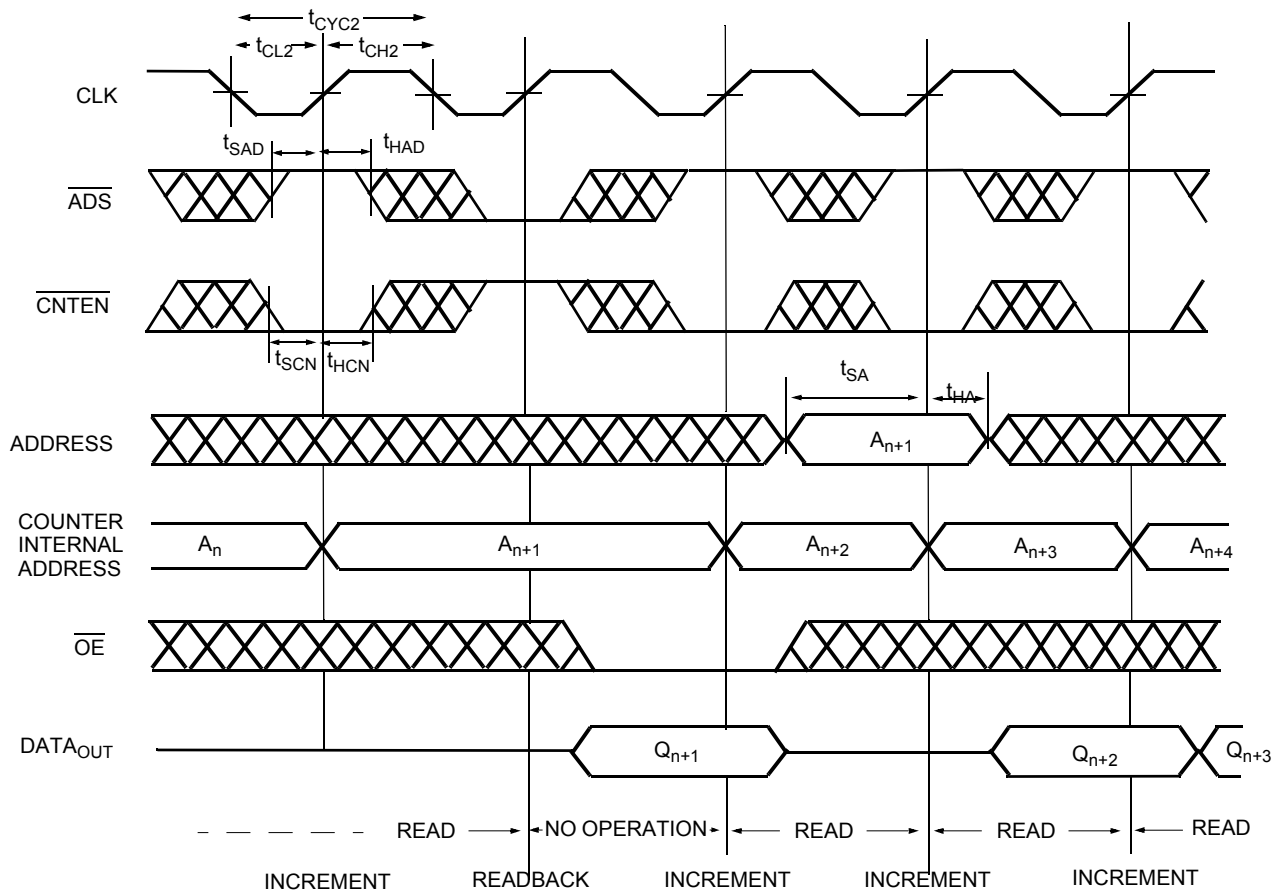 tCYC2
tCL2 tCH2
CLK
tSAD tHAD
ADS
CNTEN
tSCN tHCN
tSA
tHA
ADDRESS An+1
COUNTER
INTERNAL
ADDRESS
An An+1 An+2 An+3 An+4
OE
DATAOUT Qn+1 Qn+2 Qn+3
READ NO OPERATION READ READ READ
INCREMENT READBACK INCREMENT INCREMENT INCREMENT